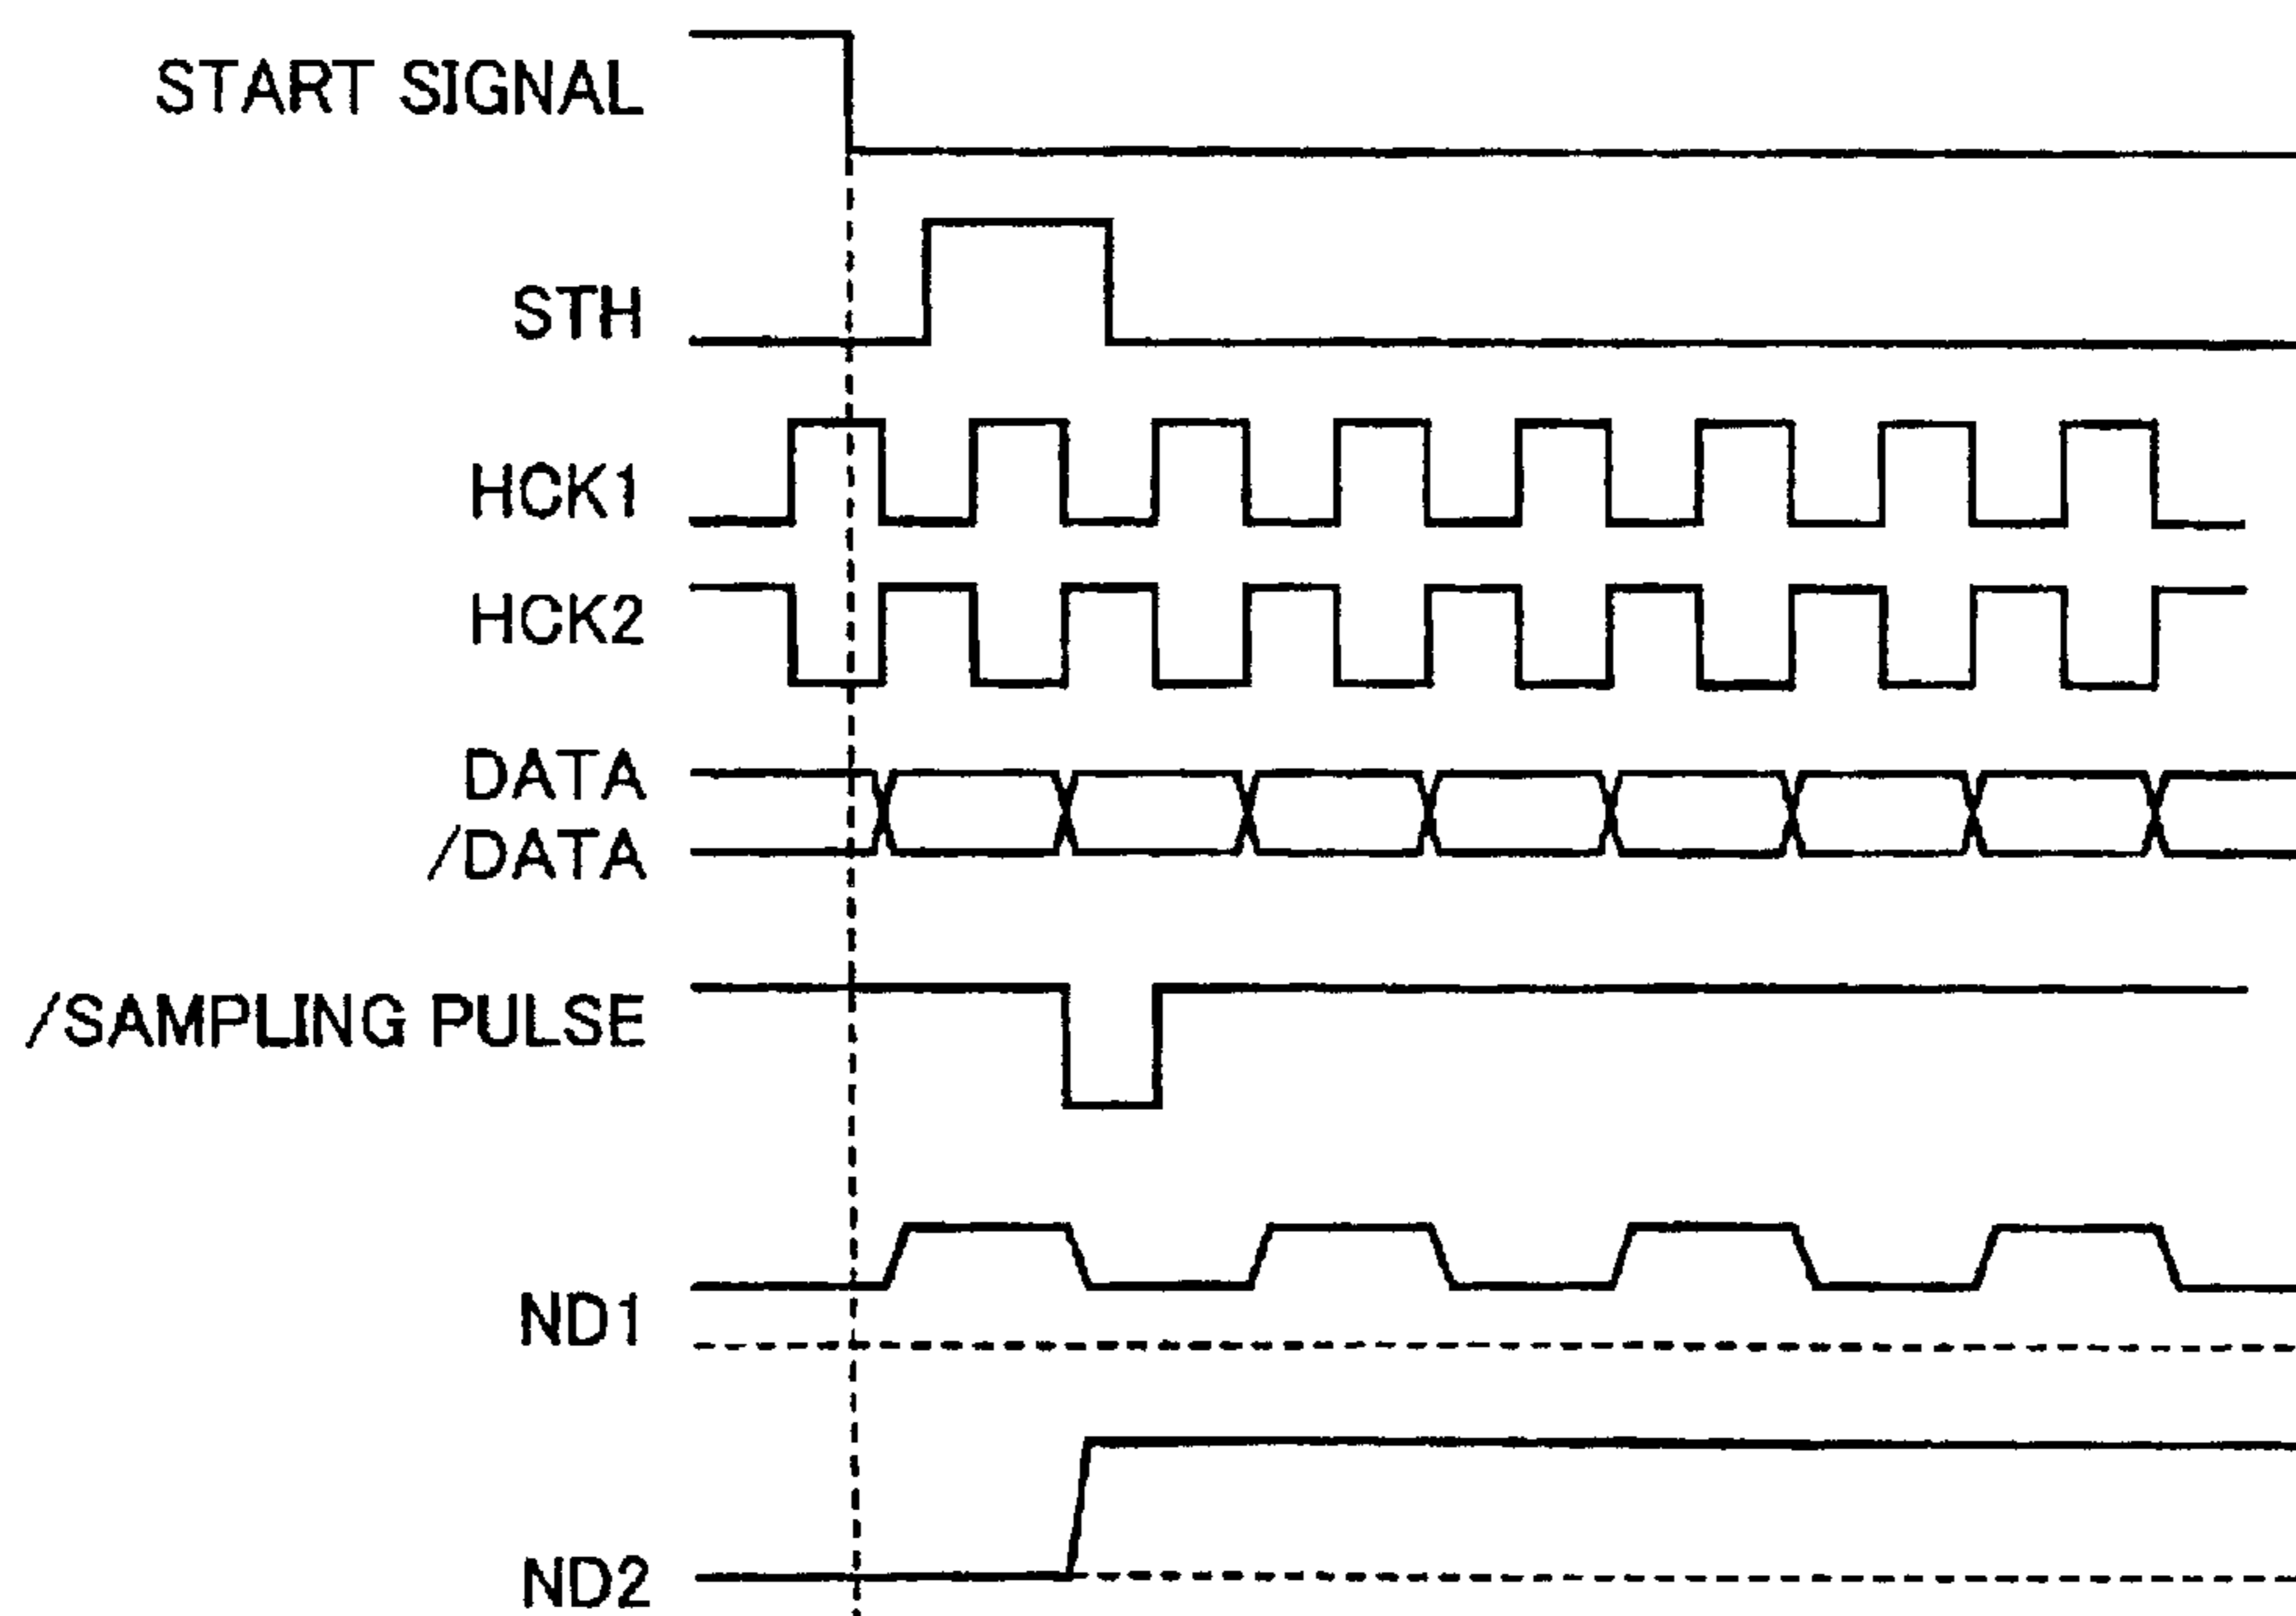 START SIGNAL
STH
HCK1
HCK2
DATA
/DATA
/SAMPLING PULSE
ND1
ND2